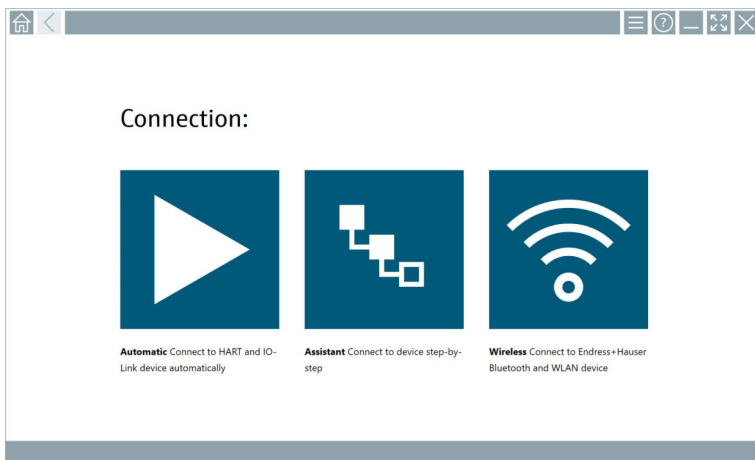 Connection:
Automatic Connect to HART and IO-
Link device automatically
Assistant Connect to device step-by-
step
Wireless Connect to Endress+Hauser
Bluetooth and WLAN device